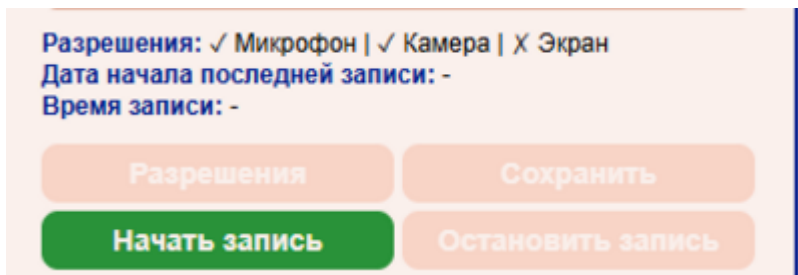 Разрешения: ✓ Микрофон | ✓ Камера | ✗ Экран
Дата начала последней записи: -
Время записи: -
Разрешения
Сохранить
Начать запись
Остановить запись